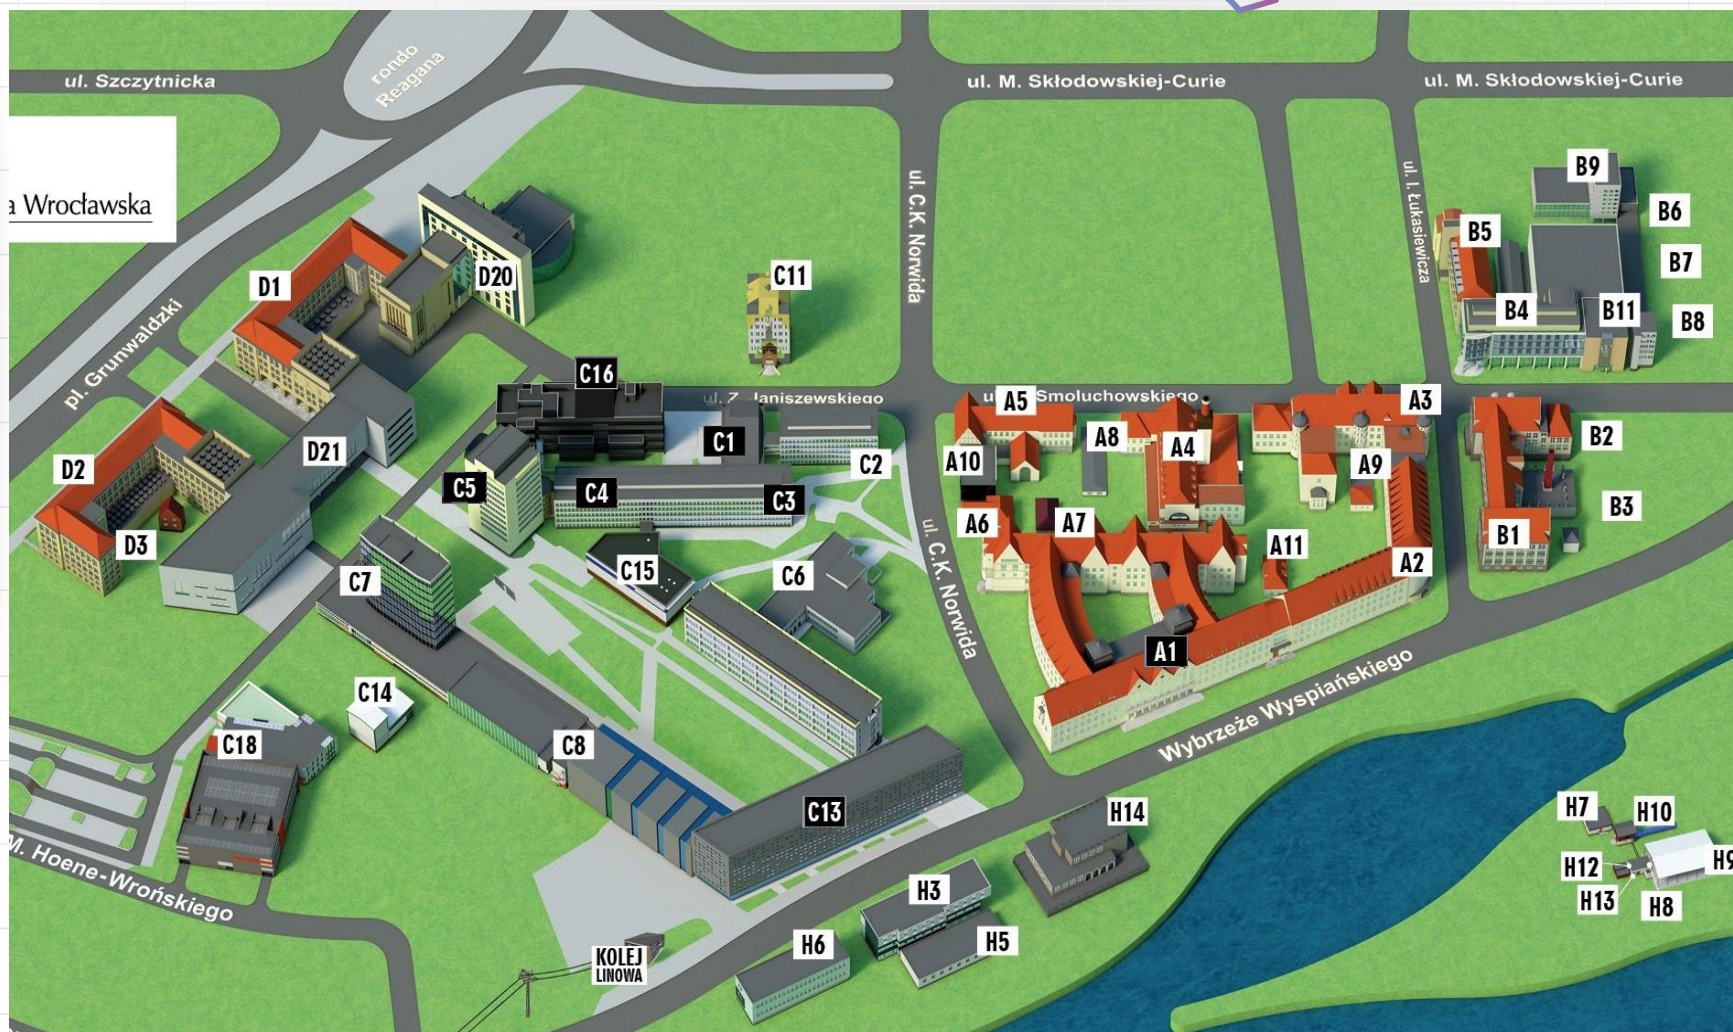 rondo
Reagana
ul. Szczytnicka
ul. M. Skłodowskiej-Curie
ul. M. Skłodowskiej-Curie
a Wrocławska
ul. C.K. Norwida
ul. I. Łukasiewicza
B9
B6
B5
B7
D1
D20
C11
B4
B11
B8
pl. Grunwaldzki
C16
ul. Z. Janiszewskiego
ul. Smoluchowskiego
A5
A3
C1
A8
A4
B2
D2
D21
C2
A10
A9
C5
C4
C3
B3
A6
A7
B1
D3
A11
A2
C7
C15
C6
ul. C.K. Norwida
A1
Wybrzeże Wyspiańskiego
C14
C18
C8
C13
H14
H7
H10
M. Hoene-Wrońskiego
H12
H9
H3
H13
H8
H6
H5
KOLEJ
LINOWA